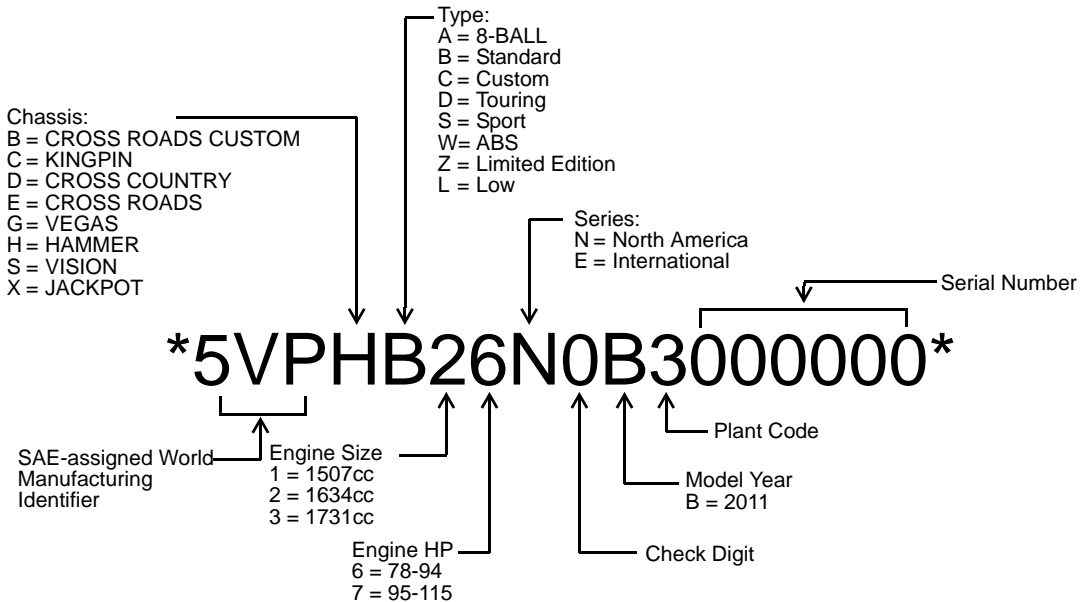 Type:
A = 8-BALL
B = Standard
C = Custom
D = Touring
S = Sport
W= ABS
Z = Limited Edition
L = Low
Chassis:
B = CROSS ROADS CUSTOM
C = KINGPIN
D = CROSS COUNTRY
E = CROSS ROADS
G = VEGAS
H = HAMMER
S = VISION
X = JACKPOT
Series:
N = North America
E = International
Serial Number
*5VPHB26N0B3000000*
SAE-assigned World
Manufacturing
Identifier
Engine Size
1 = 1507cc
2 = 1634cc
3 = 1731cc
Engine HP
6 = 78-94
7 = 95-115
Check Digit
Model Year
B = 2011
Plant Code